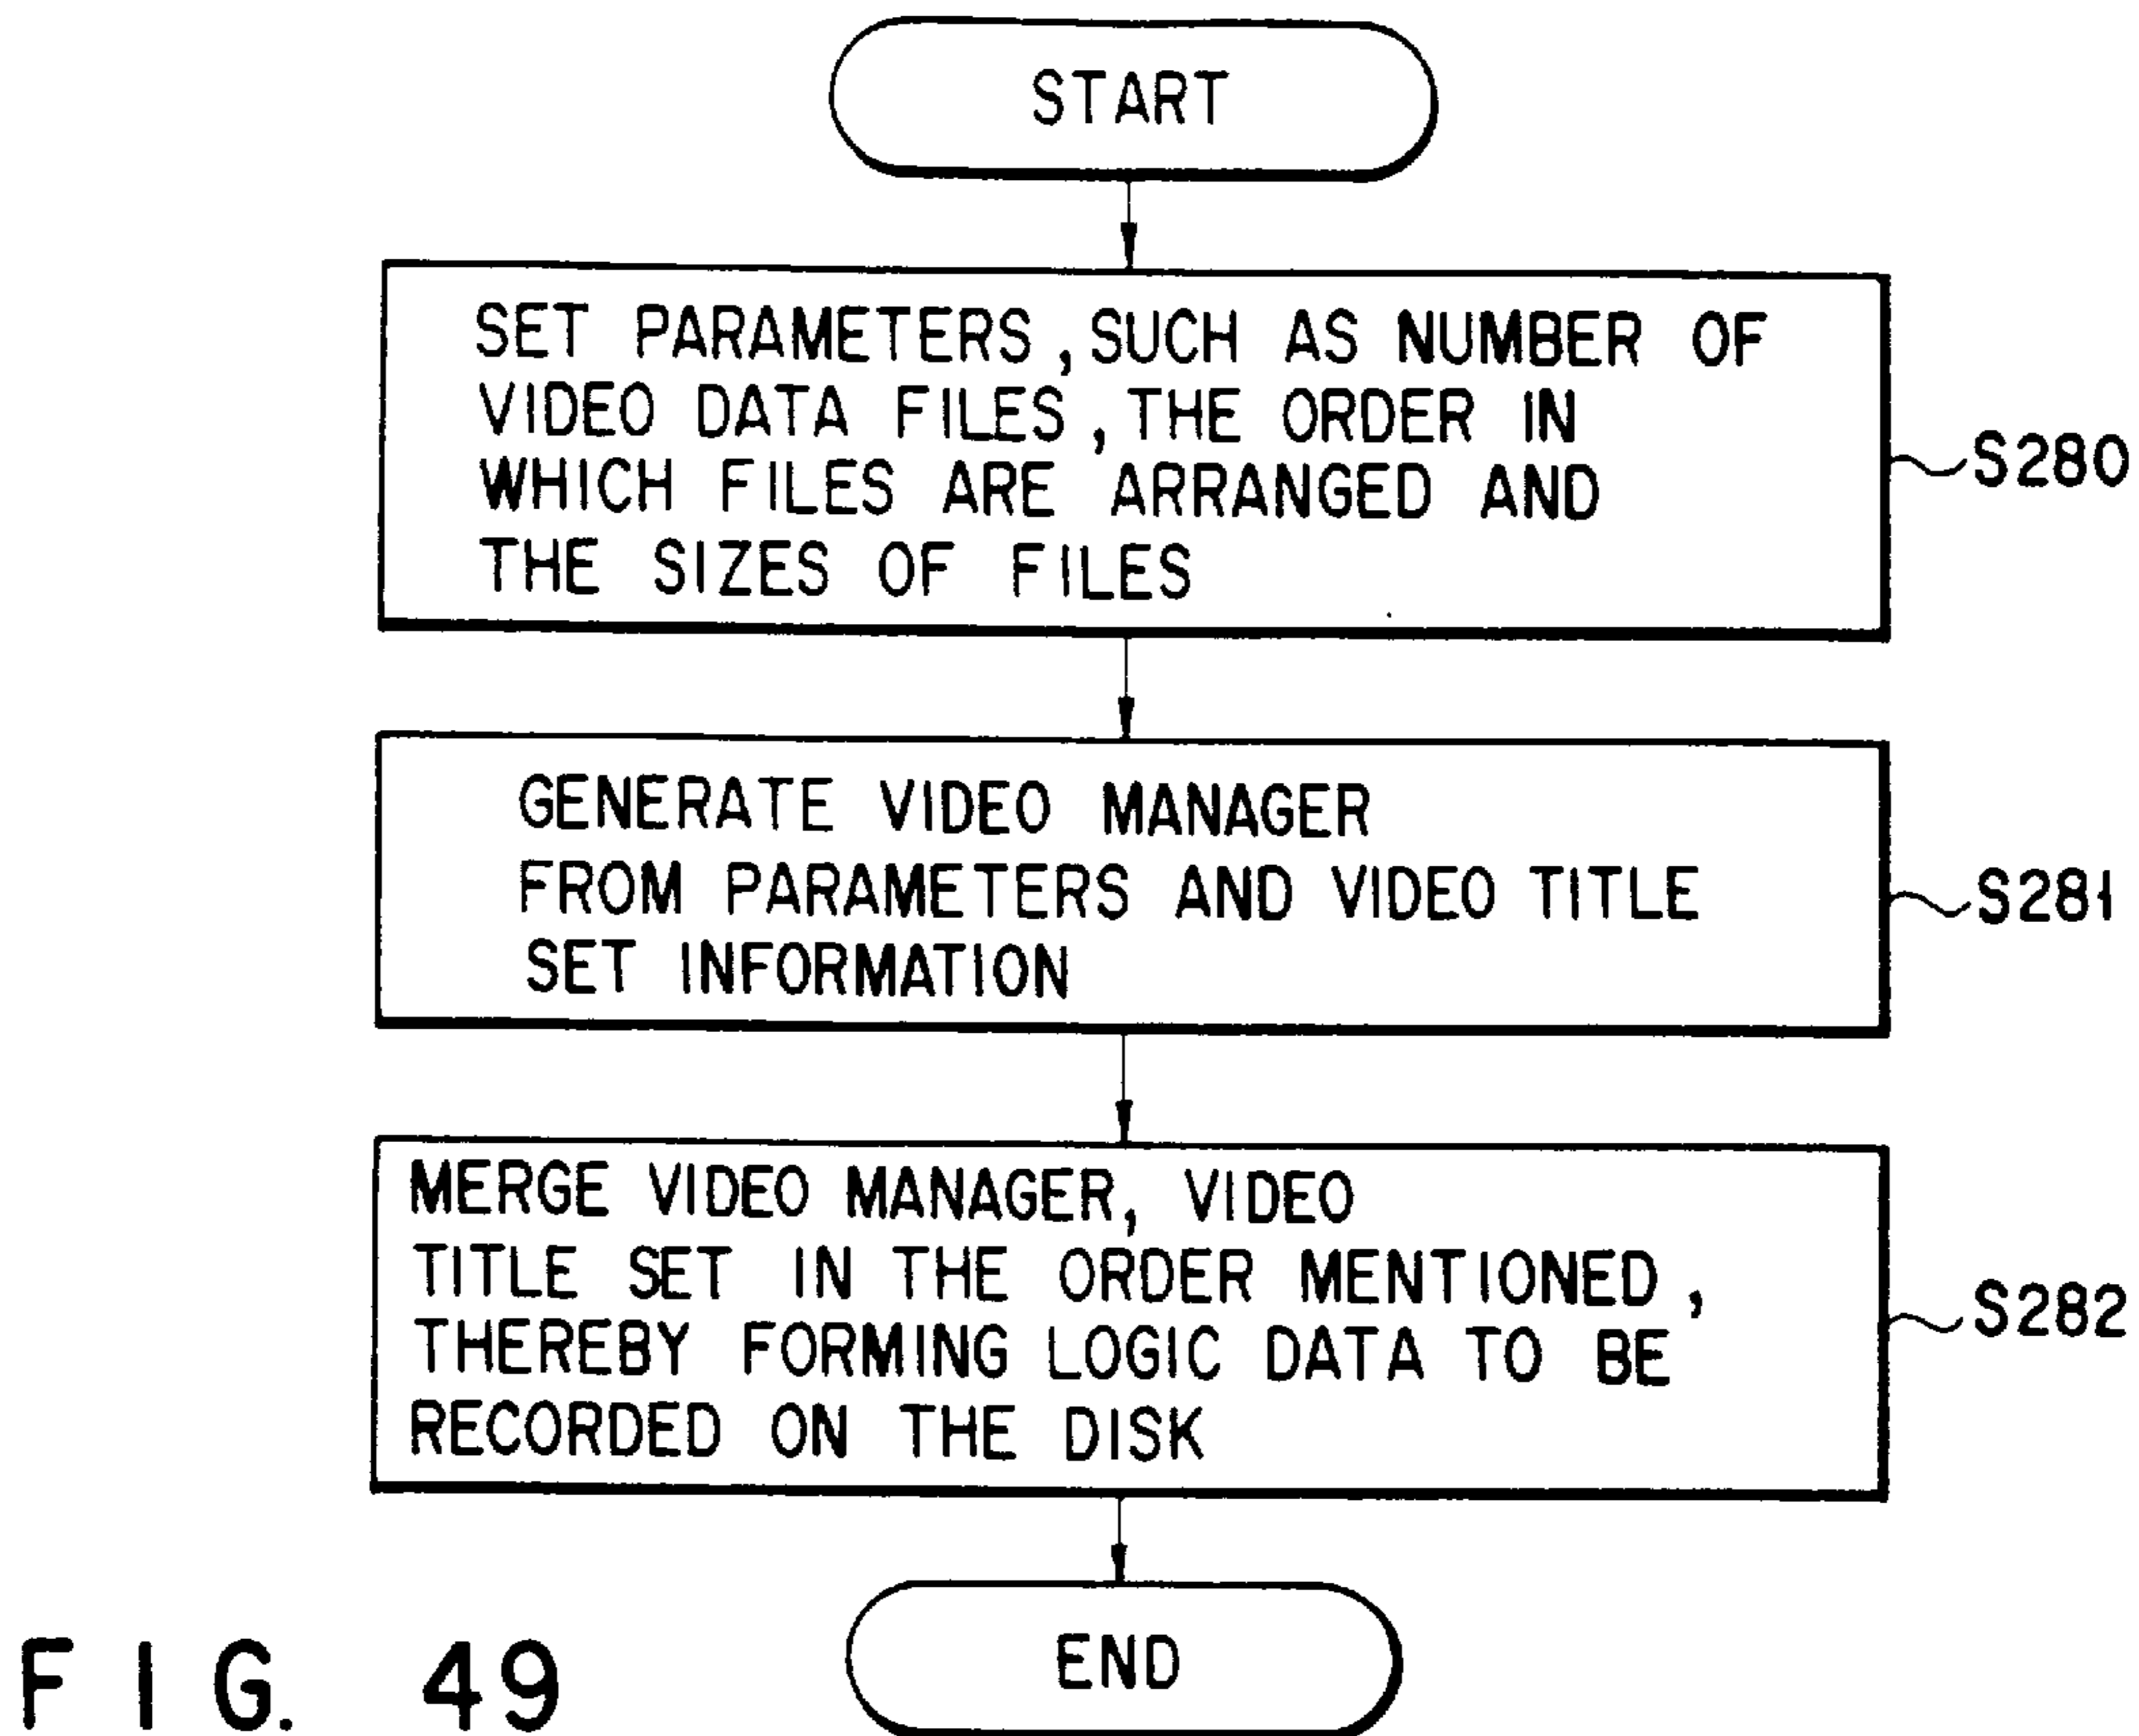 START
SET PARAMETERS, SUCH AS NUMBER OF
VIDEO DATA FILES, THE ORDER IN
WHICH FILES ARE ARRANGED AND
THE SIZES OF FILES
S280
GENERATE VIDEO MANAGER
FROM PARAMETERS AND VIDEO TITLE
SET INFORMATION
S281
MERGE VIDEO MANAGER, VIDEO
TITLE SET IN THE ORDER MENTIONED,
THEREBY FORMING LOGIC DATA TO BE
RECORDED ON THE DISK
S282
END
FIG. 49